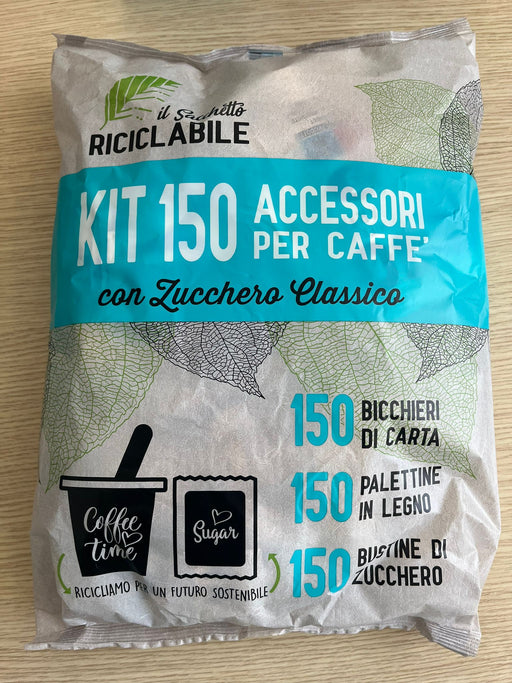 il Sacchetto
RICICLABILE
KIT 150
ACCESSORI
PER CAFFE'
con Zucchero Classico
150
BICCHIERI
DI CARTA
150
PALETTINE
IN LEGNO
150
BUSTINE DI
ZUCCHERO
Coffee
time
Sugar
RICICLIAMO PER UN FUTURO SOSTENIBILE